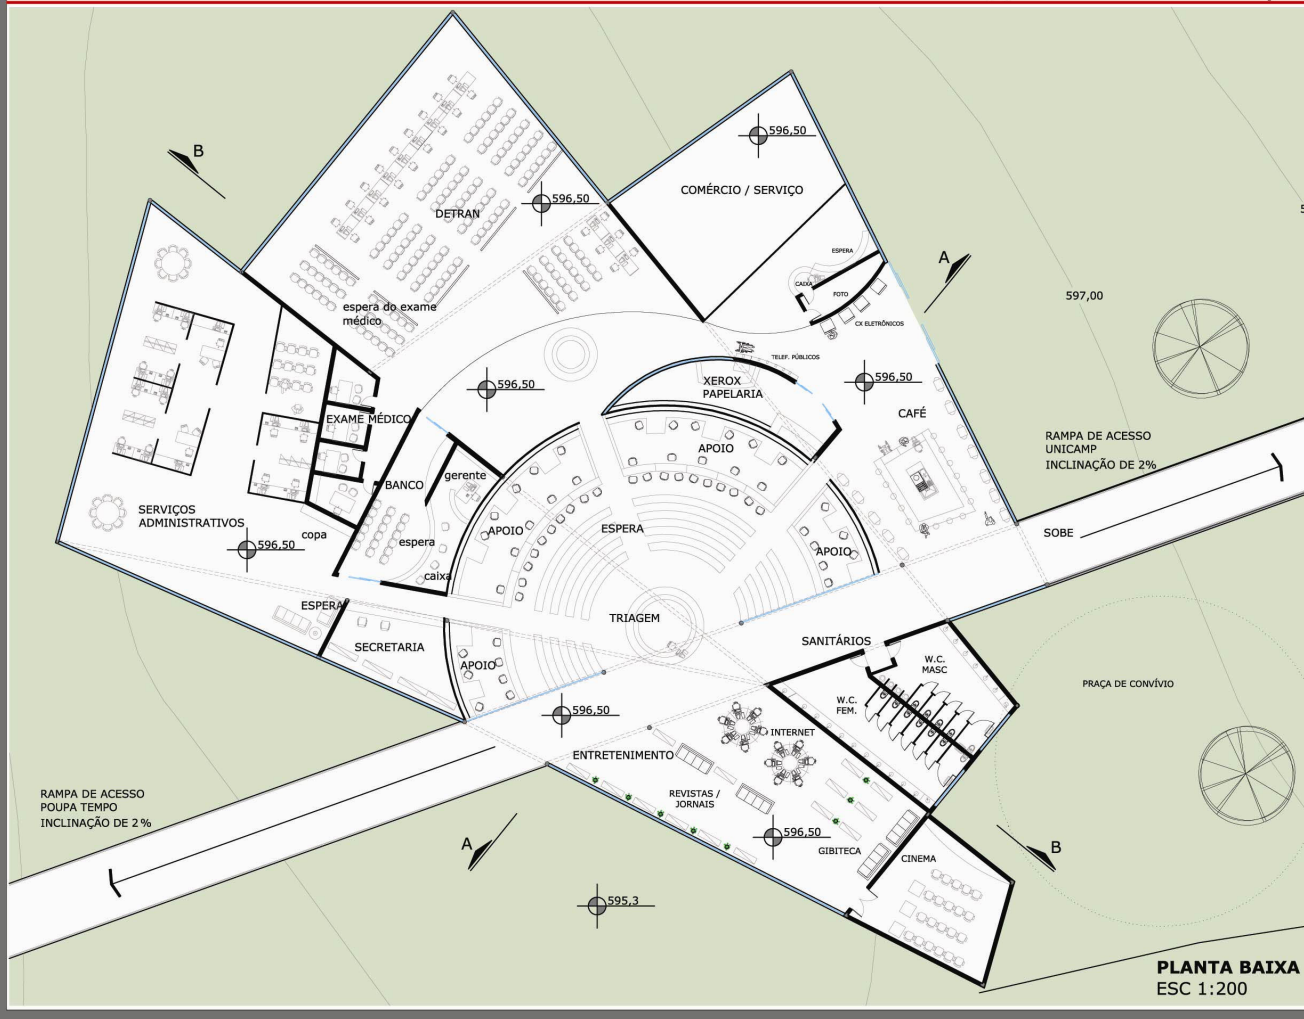 B
596,50
COMÉRCIO / SERVIÇO
596,50
DETRAN
ESPERA
A
CAIXA
FOTO
597,00
espera do exame
médico
CX ELETRÔNICOS
TELEF. PÚBLICOS
596,50
596,50
XEROX
PAPELARIA
CAFÉ
EXAME MÉDICO
APOIO
RAMPA DE ACESSO
UNICAMP
INCLINAÇÃO DE 2%
gerente
BANCO
SERVIÇOS
ADMINISTRATIVOS
copa
APOIO
ESPERA
SOBE
596,50
espera
APOIO
caixa
ESPERA
TRIAGEM
SECRETARIA
SANITÁRIOS
APOIO
W.C.
MASC
PRAÇA DE CONVÍVIO
W.C.
FEM.
596,50
INTERNET
ENTRETENIMENTO
REVISTAS /
JORNAIS
RAMPA DE ACESSO
POUPA TEMPO
INCLINAÇÃO DE 2%
596,50
A
GIBITECA
CINEMA
B
595,3
PLANTA BAIXA
ESC 1:200